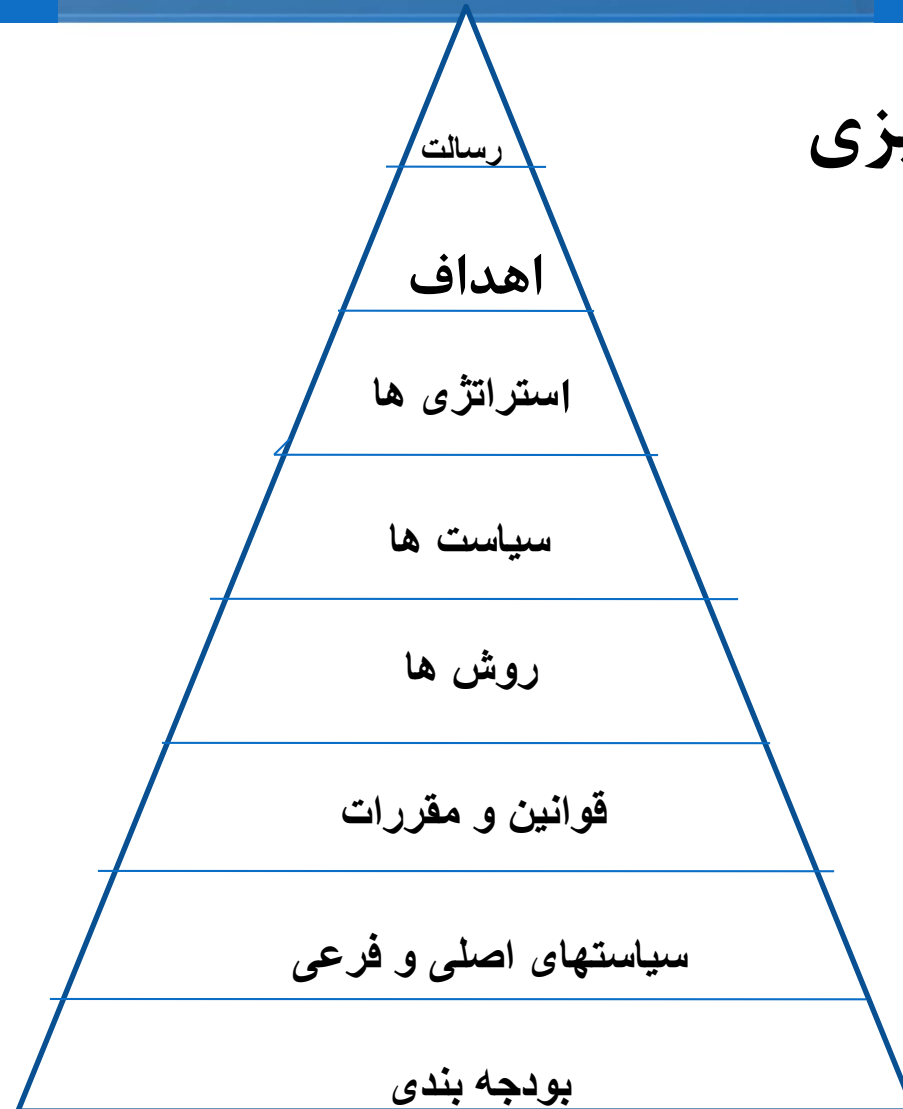 رسالت
اهداف
استراتژی ها
سیاست ها
روش ها
قوانین و مقررات
سیاستهای اصلی و فرعی
بودجه بندی